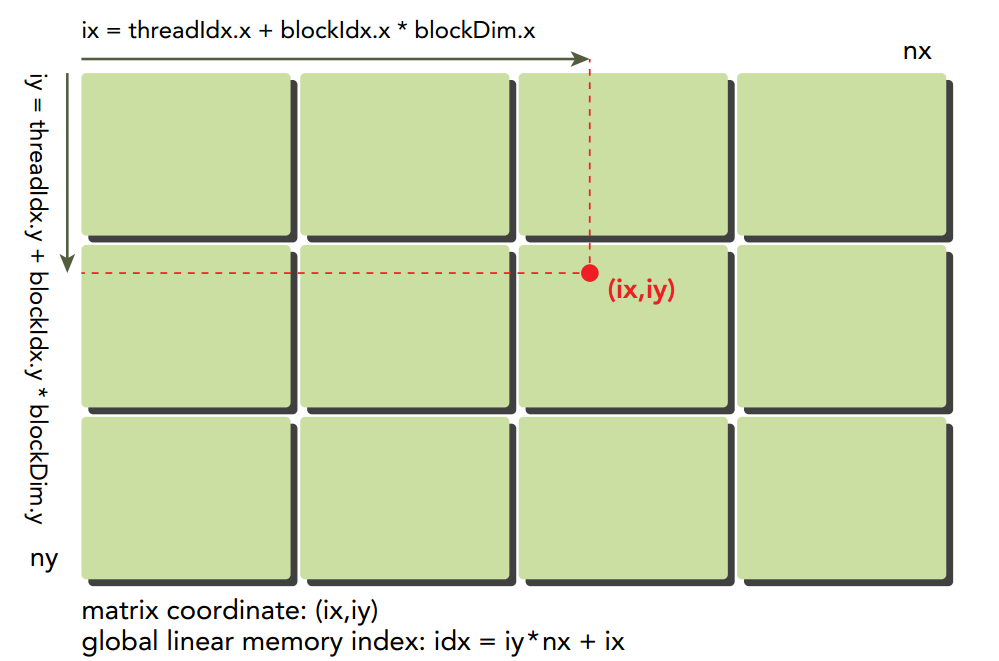 ix = threadIdx.x + blockIdx.x * blockDim.x
nx
iy = threadIdx.y + blockIdx.y * blockDim.y
(ix,iy)
ny
matrix coordinate: (ix,iy)
global linear memory index: idx = iy*nx + ix